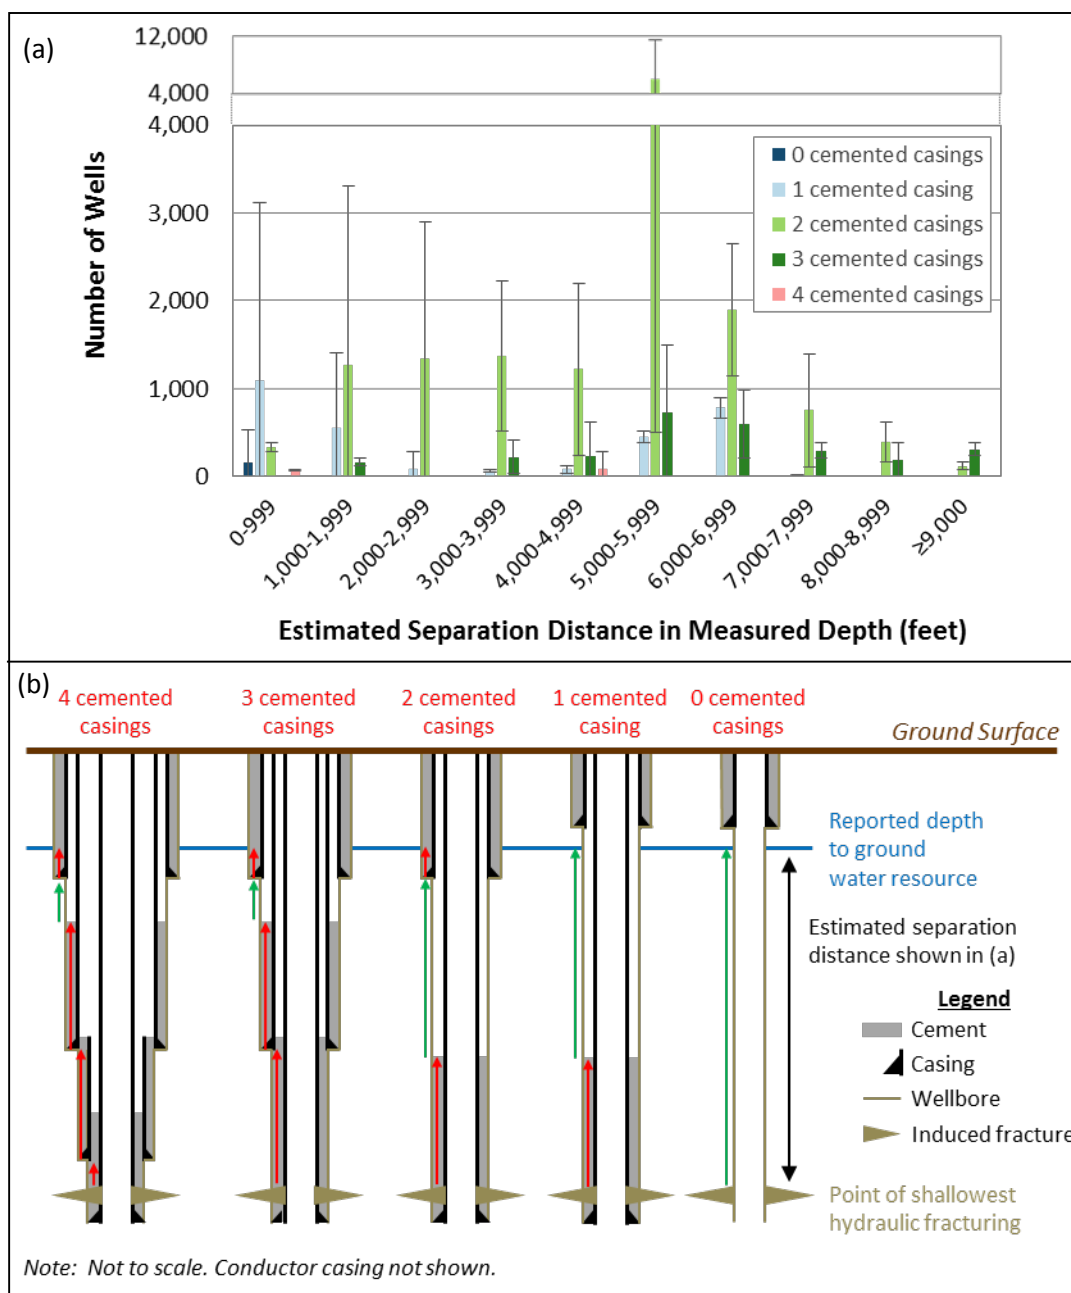 (a)
12,000
4,000
4,000
3,000
2,000
1,000
0
Number of Wells
0 cemented casings
1 cemented casing
2 cemented casings
3 cemented casings
4 cemented casings
0-999
1,000-1,999
2,000-2,999
3,000-3,999
4,000-4,999
5,000-5,999
6,000-6,999
7,000-7,999
8,000-8,999
≥9,000
Estimated Separation Distance in Measured Depth (feet)
(b)
4 cemented
casings
3 cemented
casings
2 cemented
casings
1 cemented
casing
0 cemented
casings
Ground Surface
Reported depth
to ground
water resource
Estimated separation
distance shown in (a)
Legend
Cement
Casing
Wellbore
Induced fracture
Point of shallowest
hydraulic fracturing
Note: Not to scale. Conductor casing not shown.